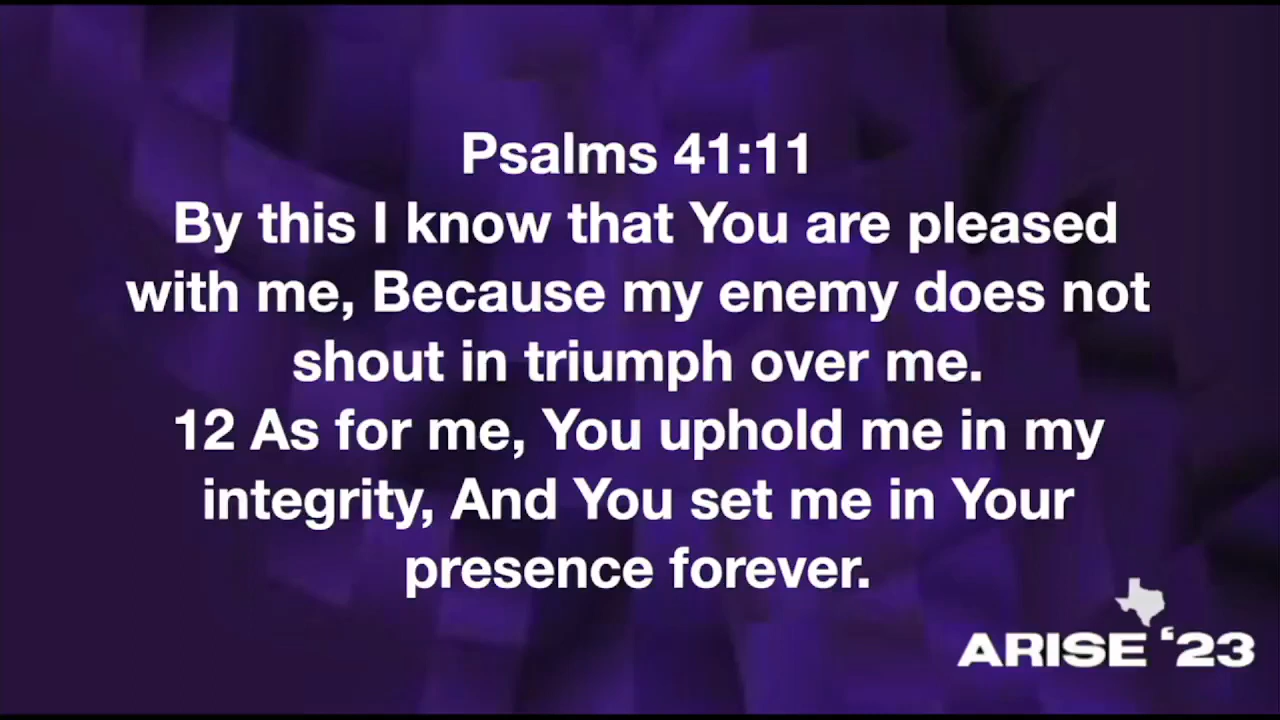 Psalms 41:11
By this I know that You are pleased
with me, Because my enemy does not
shout in triumph over me.
12 As for me, You uphold me in my
integrity, And You set me in Your
presence forever.
ARISE ‘23